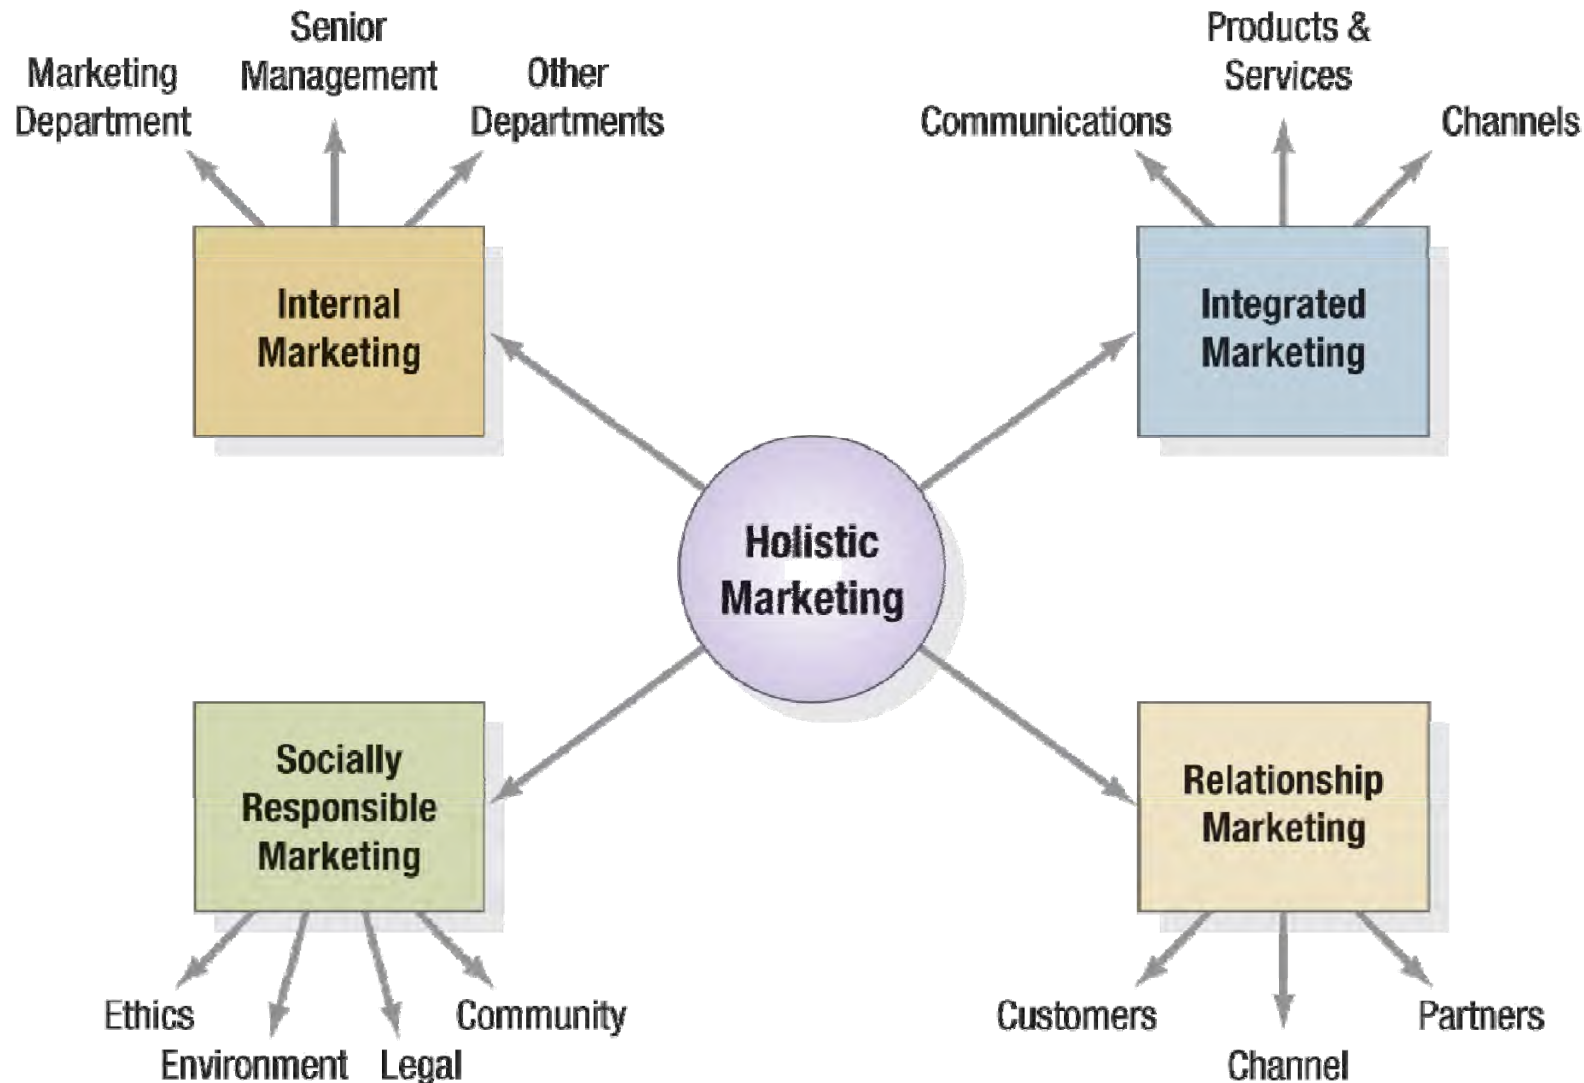 Senior
Management
Marketing
Department
Other
Departments
Products &
Services
Communications
Channels
Internal
Marketing
Integrated
Marketing
Holistic
Marketing
Socially
Responsible
Marketing
Relationship
Marketing
Ethics
Environment
Legal
Community
Customers
Channel
Partners